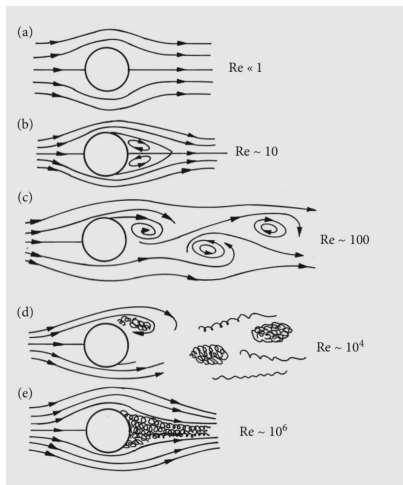 (a)
Re « 1
(b)
Re ~ 10
(c)
Re ~ 100
(d)
Re ~ 10⁴
(e)
Re ~ 10⁶